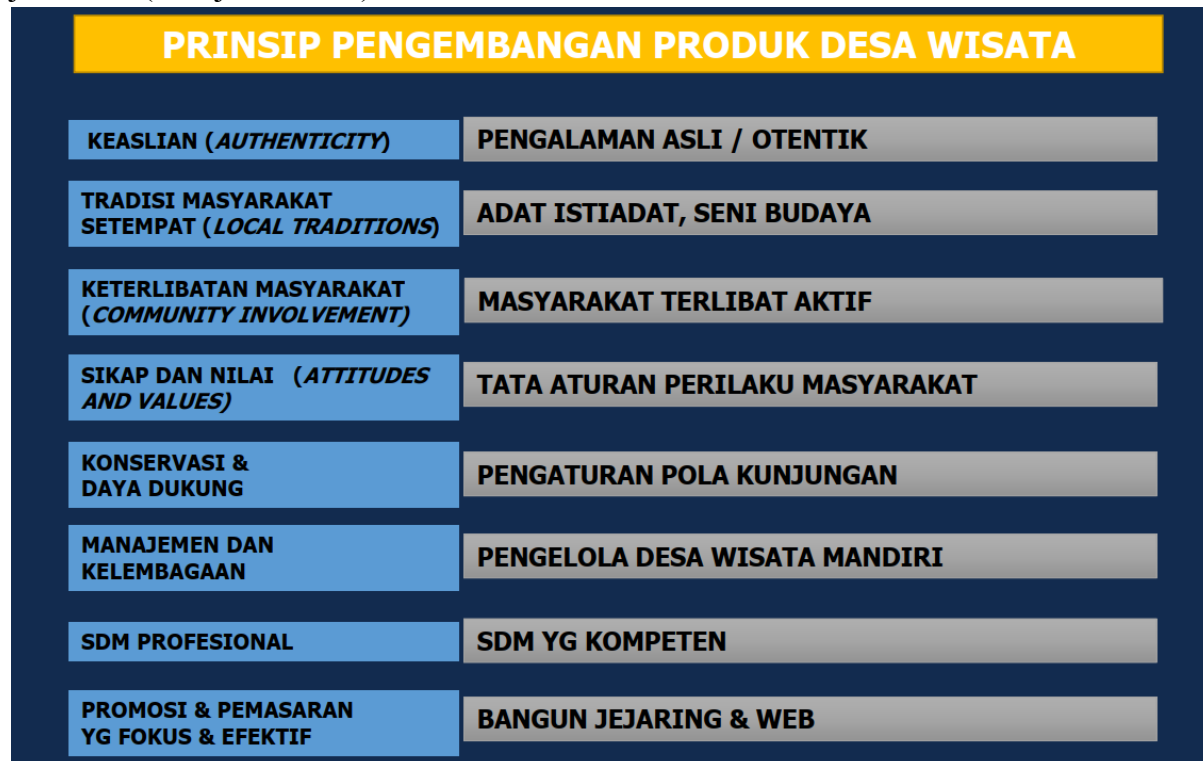 PRINSIP PENGEMBANGAN PRODUK DESA WISATA
KEASLIAN (AUTHENTICITY)
PENGALAMAN ASLI / OTENTIK
TRADISI MASYARAKAT
SETEMPAT (LOCAL TRADITIONS)
ADAT ISTIADAT, SENI BUDAYA
KETERLIBATAN MASYARAKAT
(COMMUNITY INVOLVEMENT)
MASYARAKAT TERLIBAT AKTIF
SIKAP DAN NILAI (ATTITUDES
AND VALUES)
TATA ATURAN PERILAKU MASYARAKAT
KONSERVASI &
DAYA DUKUNG
PENGATURAN POLA KUNJUNGAN
MANAJEMEN DAN
KELEMBAGAAN
PENGELOLA DESA WISATA MANDIRI
SDM PROFESIONAL
SDM YG KOMPETEN
PROMOSI & PEMASARAN
YG FOKUS & EFEKTIF
BANGUN JEJARING & WEB